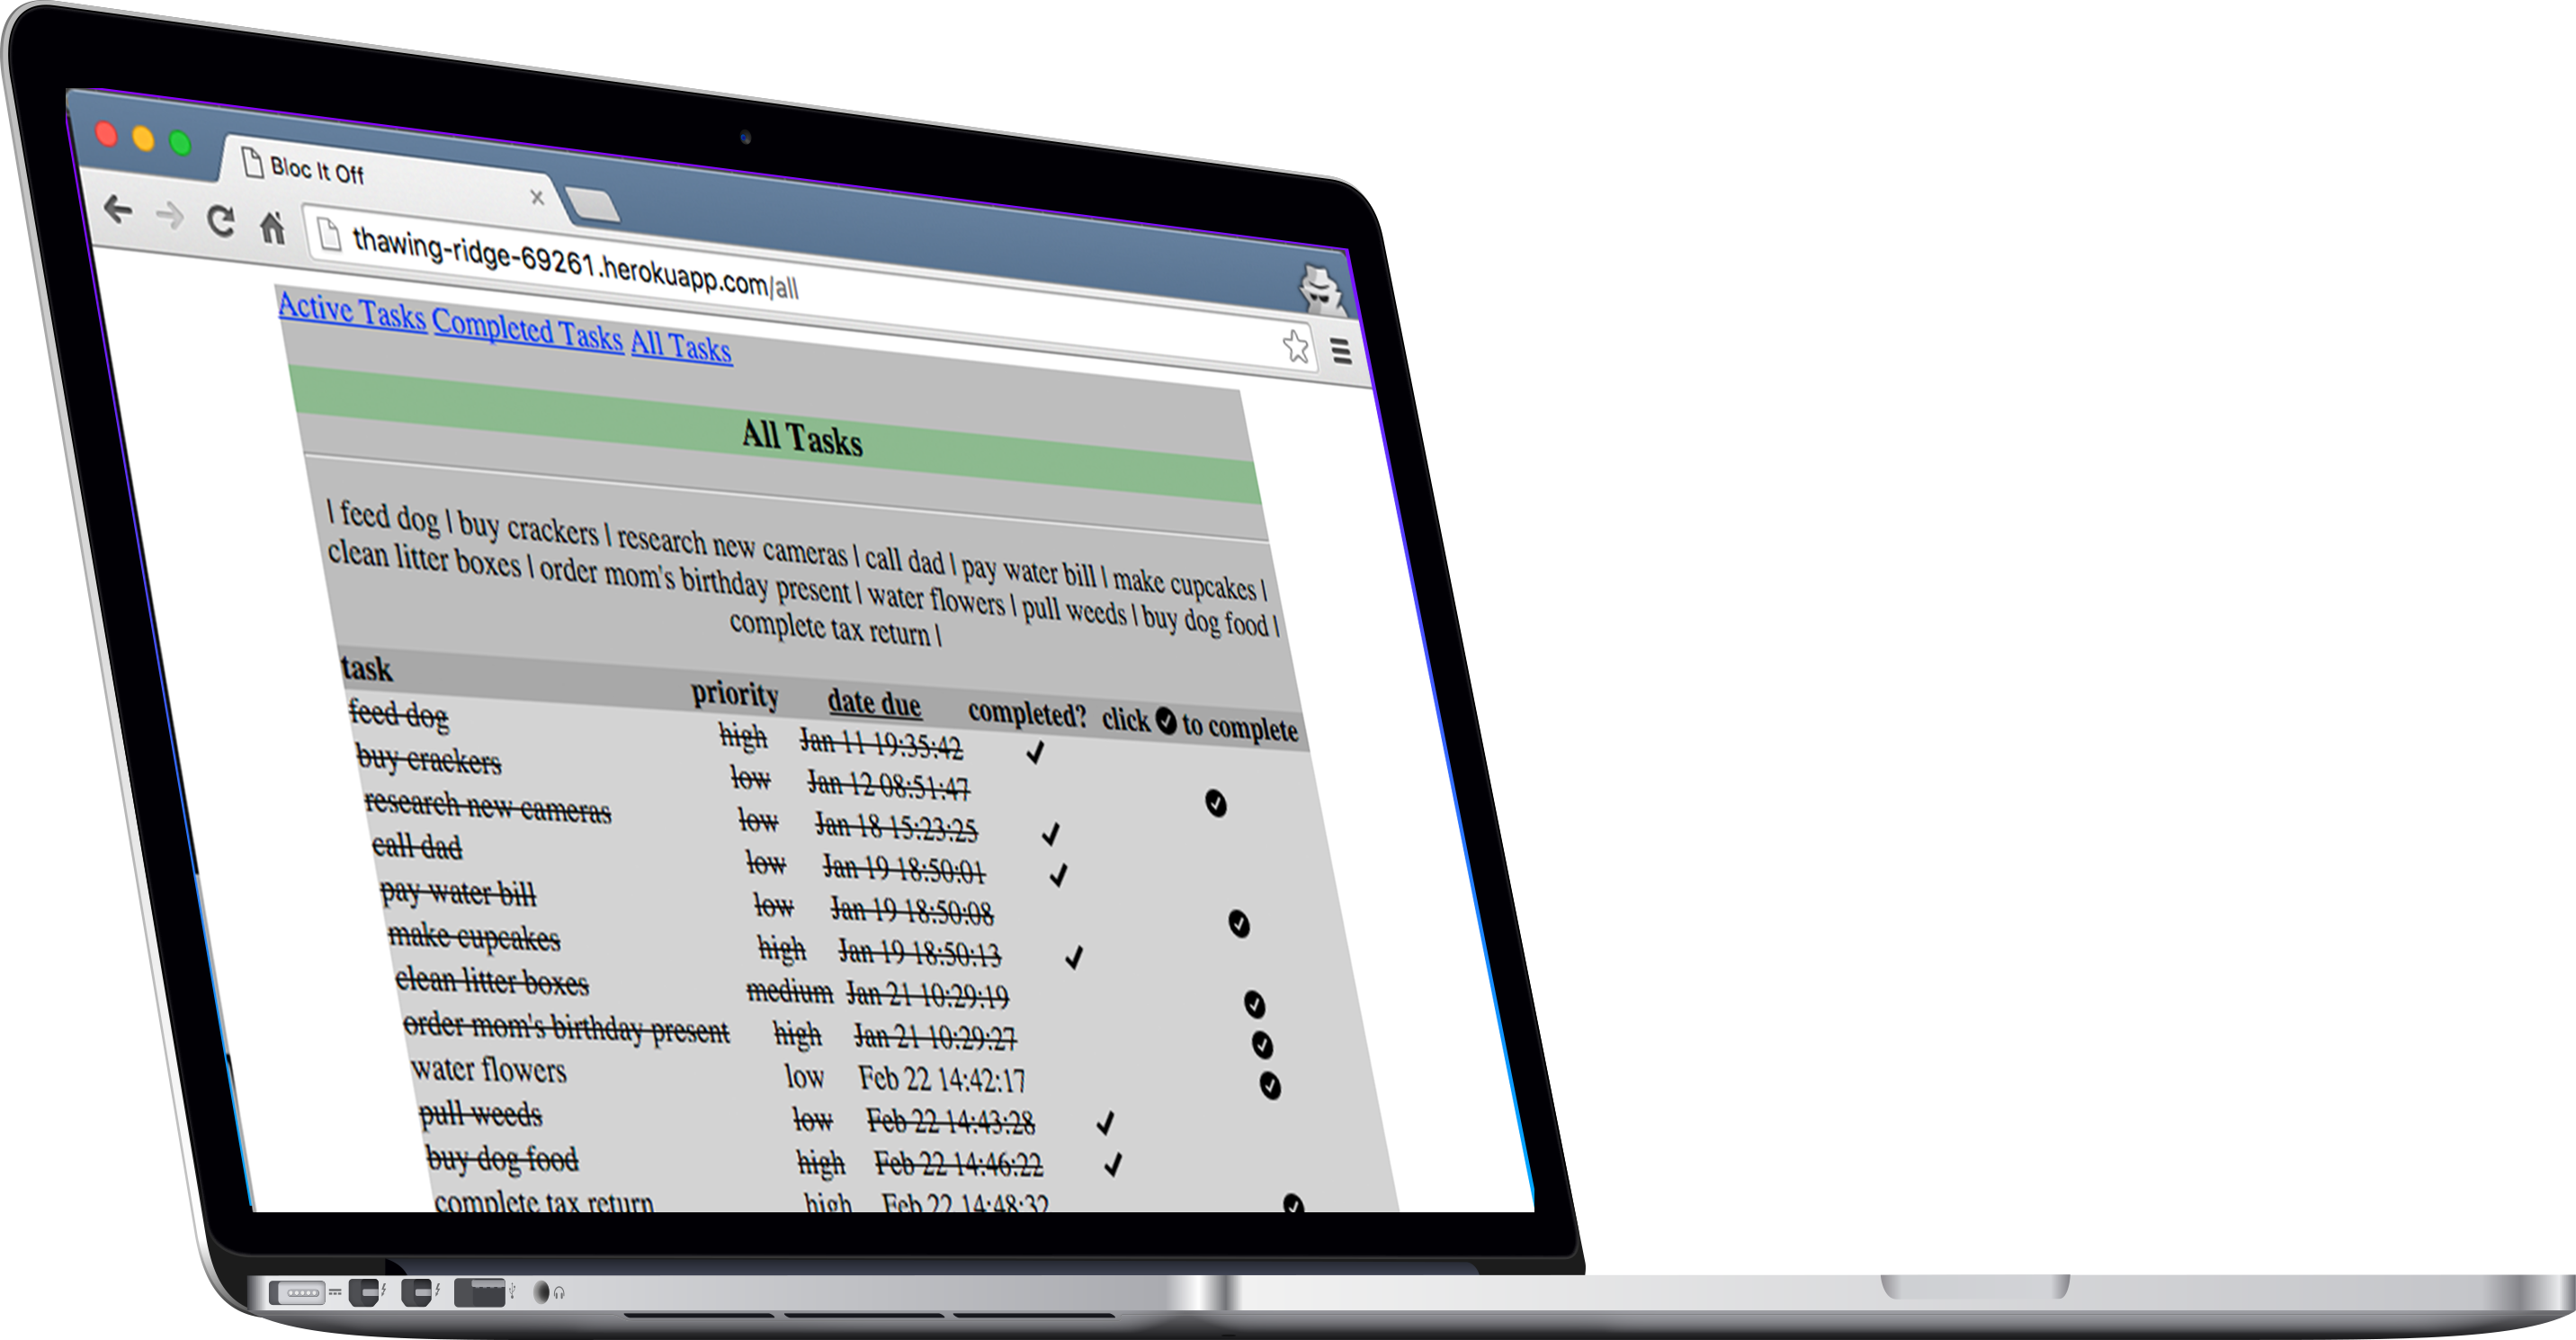 Bloc It Off
thawing-ridge-69261.herokuapp.com/all
Active Tasks Completed Tasks All Tasks
All Tasks
| feed dog | buy crackers | research new cameras | call dad | pay water bill | make cupcakes |
clean litter boxes | order mom's birthday present | water flowers | pull weeds | buy dog food |
complete tax return |
task priority date due completed? click to complete
feed dog high Jan 11 19:35:42
buy crackers low Jan 12 08:51:47
research new cameras low Jan 18 15:23:25
call dad low Jan 19 18:50:01
pay water bill low Jan 19 18:50:08
make cupcakes high Jan 19 18:50:13
clean litter boxes medium Jan 21 10:29:19
order mom's birthday present high Jan 21 10:29:27
water flowers low Feb 22 14:42:17
pull weeds low Feb 22 14:43:28
buy dog food high Feb 22 14:46:22
complete tax return high Feb 22 14:48:32